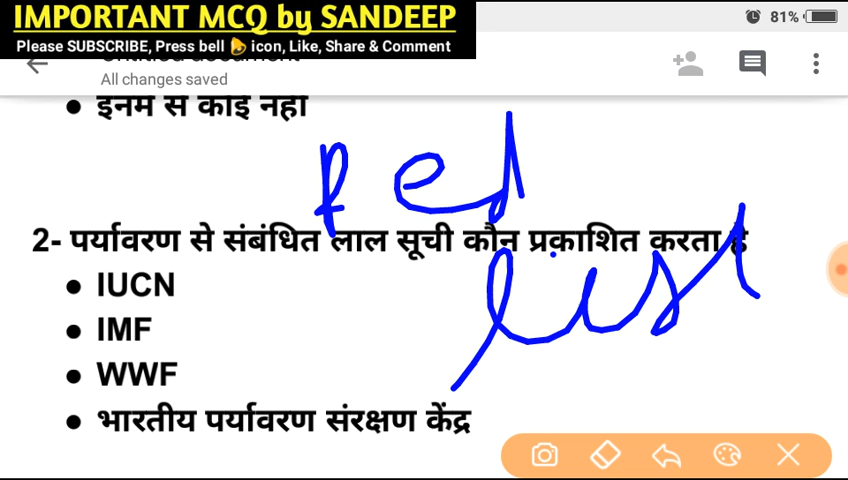 IMPORTANT MCQ by SANDEEP
Please SUBSCRIBE, Press bell icon, Like, Share & Comment
81%
All changes saved
इनमें से कोई नहीं
Red
2- पर्यावरण से संबंधित लाल सूची कौन प्रकाशित करता है
list
IUCN
IMF
WWF
भारतीय पर्यावरण संरक्षण केंद्र